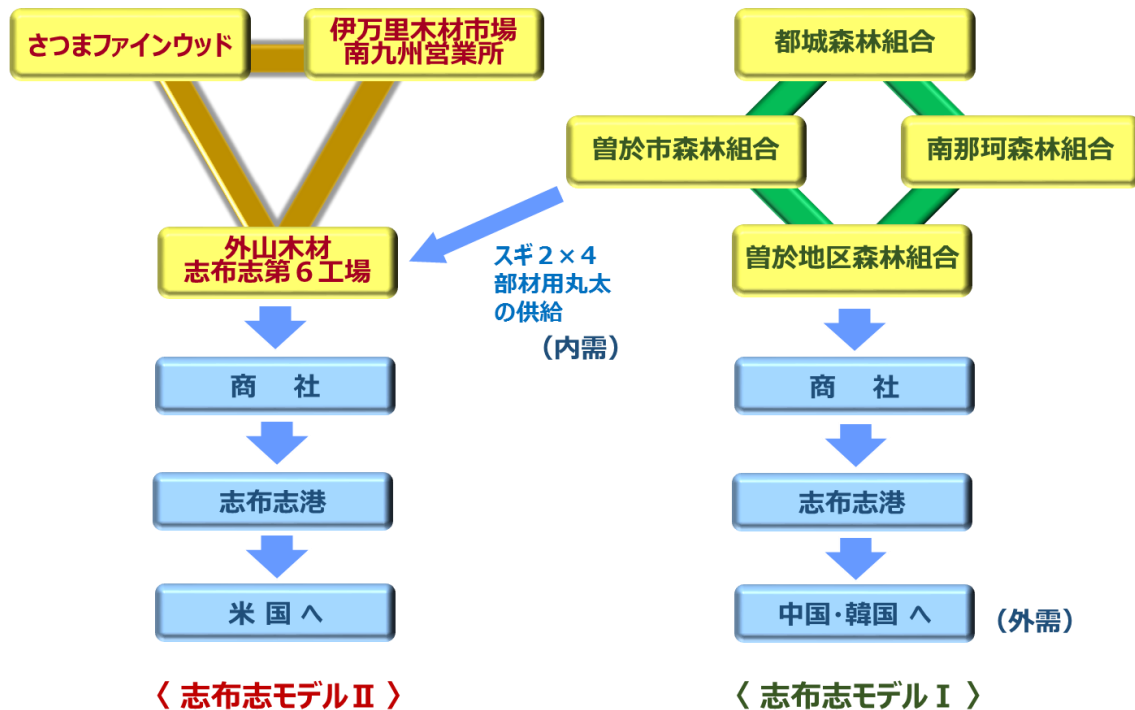 さつまファインウッド
伊万里木材市場
南九州営業所
外山木材
志布志第６工場
商　社
志布志港
米 国 へ
〈 志布志モデルⅡ 〉
スギ２×４
部材用丸太
の供給
（内需）
都城森林組合
曽於市森林組合
南那珂森林組合
曽於地区森林組合
商　社
志布志港
中国・韓国 へ
（外需）
〈 志布志モデルⅠ 〉